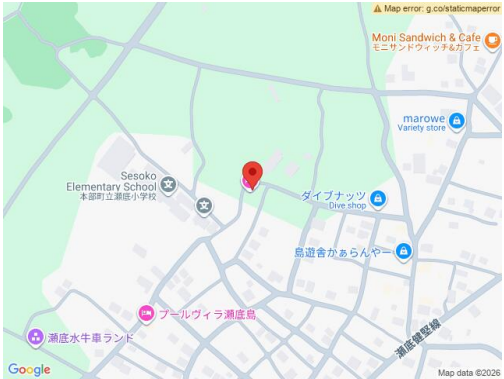 Map error: g.co/staticmaperror
Moni Sandwich & Cafe
モニサンドウィッチ&カフェ
marowe
Variety store
Sesoko
Elementary School
本部町立瀬底小学校
ダイブナッツ
Dive shop
島遊舎かぁらんやー
プールヴィラ瀬底島
瀬底水牛車ランド
瀬底健堅線
Google
Map data ©2026